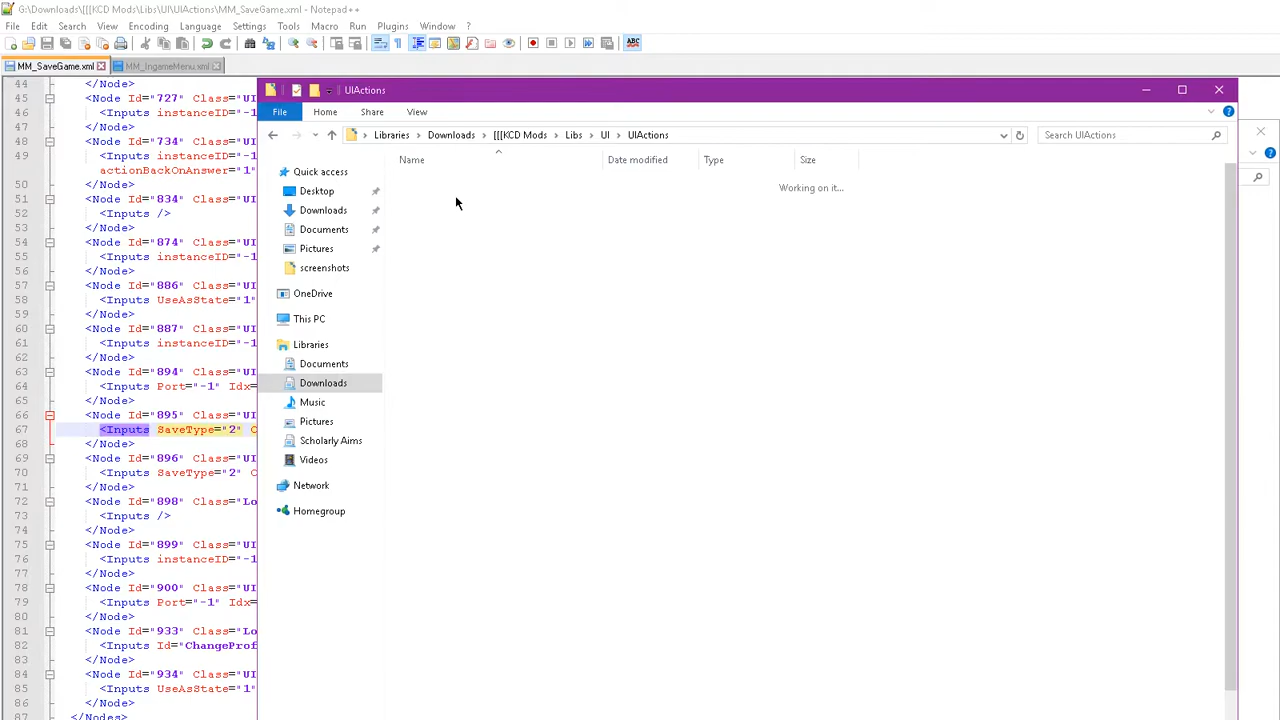 G:\Downloads\[[[KCD Mods\Libs\UI\UIActions\MM_SaveGame.xml - Notepad++
File Edit Search View Encoding Language Settings Tools Macro Run Plugins Window ?
MM_SaveGame.xml MM_IngameMenu.xml
44 </Node>
45 <Node Id="727" Class="UI
46 <Inputs instanceID="-1
47 </Node>
48 <Node Id="734" Class="UI
49 <Inputs instanceID="-1
actionBackOnAnswer="1"
50 </Node>
51 <Node Id="834" Class="UI
52 <Inputs />
53 </Node>
54 <Node Id="874" Class="UI
55 <Inputs instanceID="-1
56 </Node>
57 <Node Id="886" Class="UI
58 <Inputs UseAsState="1"
59 </Node>
60 <Node Id="887" Class="UI
61 <Inputs instanceID="-1
62 </Node>
63 <Node Id="894" Class="UI
64 <Inputs Port="-1" Idx=
65 </Node>
66 <Node Id="895" Class="UI
67 <Inputs SaveType="2" C
68 </Node>
69 <Node Id="896" Class="UI
70 <Inputs SaveType="2" C
71 </Node>
72 <Node Id="898" Class="Lo
73 <Inputs />
74 </Node>
75 <Node Id="899" Class="UI
76 <Inputs instanceID="-1
77 </Node>
78 <Node Id="900" Class="UI
79 <Inputs Port="-1" Idx=
80 </Node>
81 <Node Id="933" Class="Lo
82 <Inputs Id="ChangeProf
83 </Node>
84 <Node Id="934" Class="UI
85 <Inputs UseAsState="1"
86 </Node>
87 </Nodes>
UIActions
File Home Share View
Libraries > Downloads > [[[KCD Mods > Libs > UI > UIActions
Search UIActions
Name Date modified Type Size
Working on it...
Quick access
Desktop
Downloads
Documents
Pictures
screenshots
OneDrive
This PC
Libraries
Documents
Downloads
Music
Pictures
Scholarly Aims
Videos
Network
Homegroup